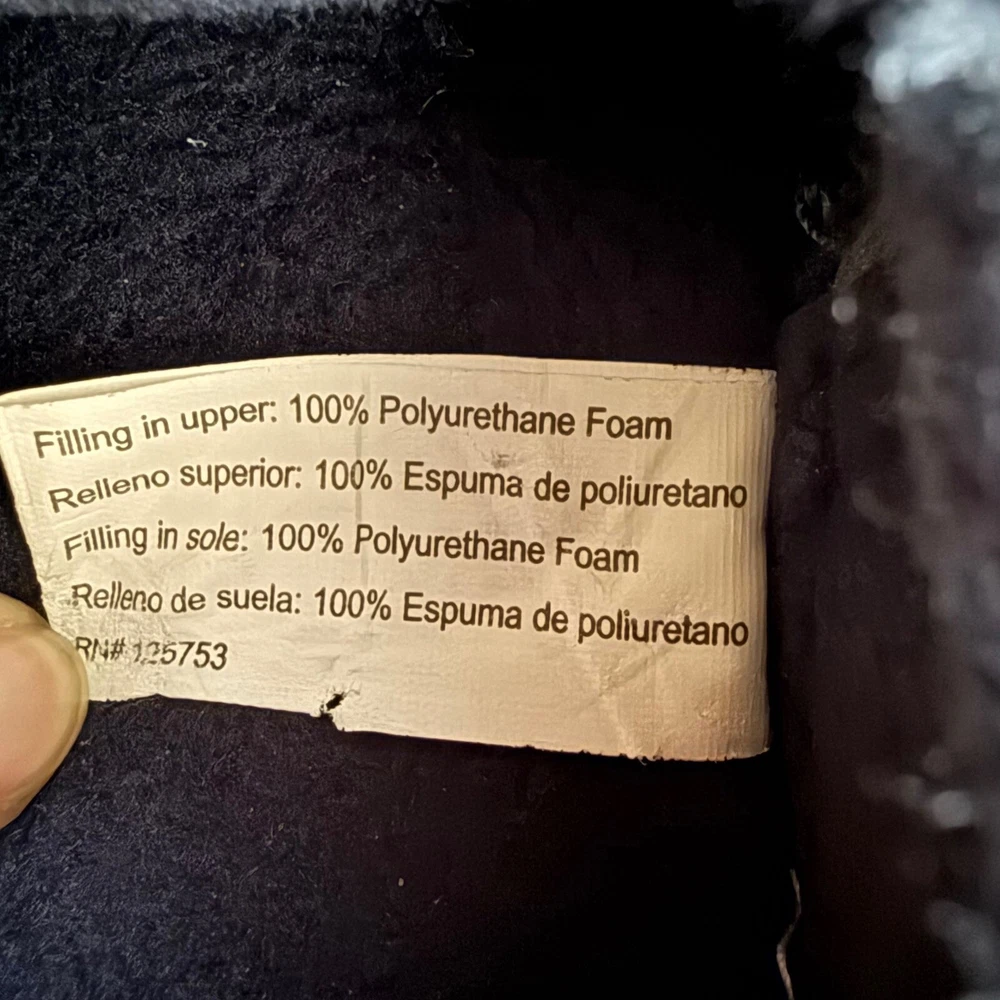 Filling in upper: 100% Polyurethane Foam
Relleno superior: 100% Espuma de poliuretano
Filling in sole: 100% Polyurethane Foam
Relleno de suela: 100% Espuma de poliuretano
RN# 125753